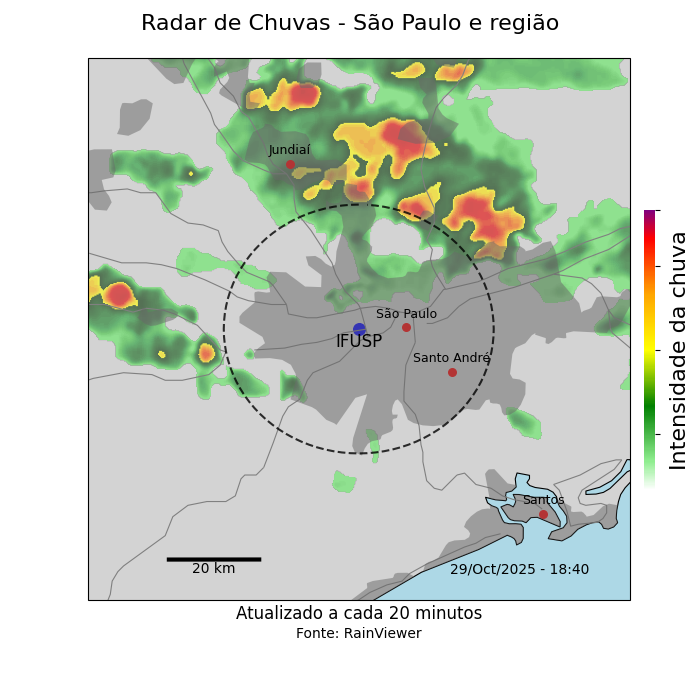 Radar de Chuvas - São Paulo e região
Jundiaí
São Paulo
IFUSP
Santo André
Santos
20 km
29/Oct/2025 - 18:40
Intensidade da chuva
Atualizado a cada 20 minutos
Fonte: RainViewer